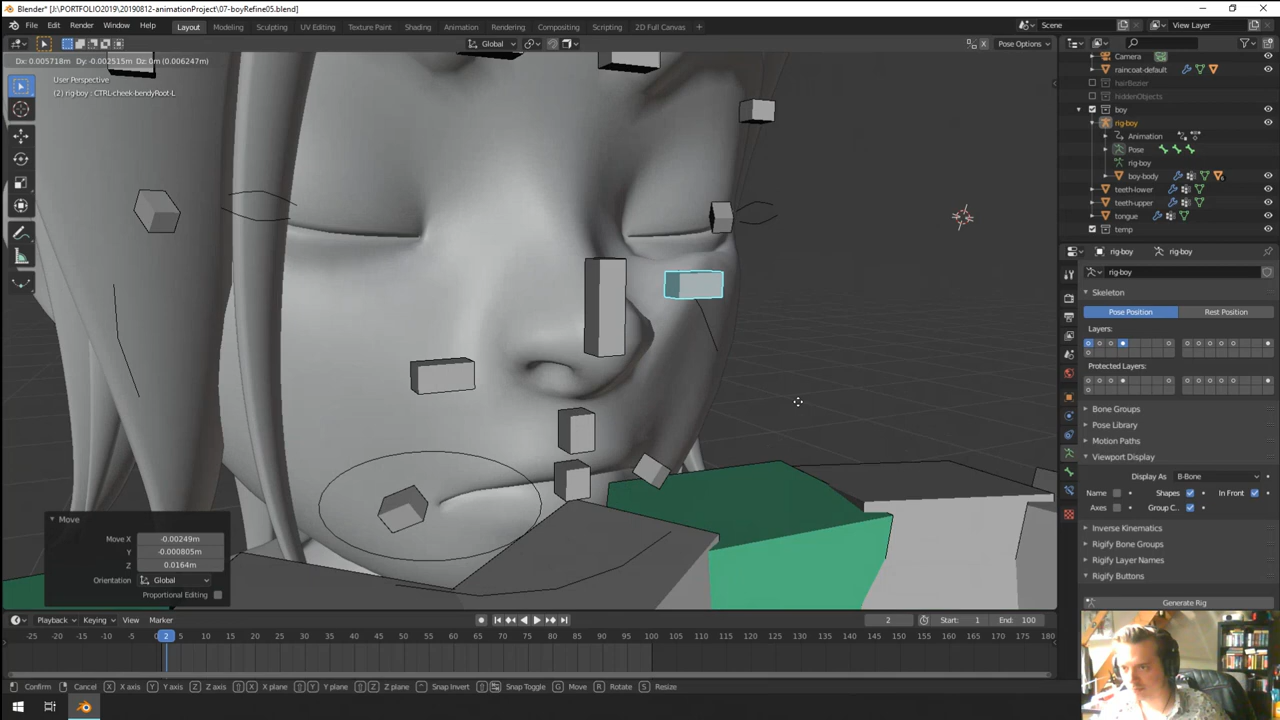 Blender* [J:\PORTFOLIO2019\20190812-animationProject\07-boyRefine05.blend]
File Edit Render Window Help Layout Modeling Sculpting UV Editing Texture Paint Shading Animation Rendering Compositing Scripting 2D Full Canvas Scene View Layer
Global Pose Options
Dx: 0.005718m Dy: -0.002515m Dz: 0m (0.006247m)
User Perspective
(2) rig-boy : CTRL-cheek-bendyRoot-L
Camera
raincoat-default
hairBezier
hiddenObjects
boy
rig-boy
Animation
Pose
rig-boy
boy-body
teeth-lower
teeth-upper
tongue
temp
rig-boy rig-boy
rig-boy
Skeleton
Pose Position Rest Position
Layers:
Protected Layers:
Bone Groups
Pose Library
Motion Paths
Viewport Display
Display As B-Bone
Name Shapes In Front
Axes Group C...
Inverse Kinematics
Rigify Bone Groups
Rigify Layer Names
Rigify Buttons
Generate Rig
Move
Move X -0.00249m
Y -0.000805m
Z 0.0164m
Orientation Global
Proportional Editing
Playback Keying View Marker 2 Start: 1 End: 100
-25 -20 -15 -10 -5 0 2 5 10 15 20 25 30 35 40 45 50 55 60 65 70 75 80 85 90 95 100 105 110 115 120 125 130 135 140 145 150 155 160 165 170 175 180
Confirm Cancel X X axis Y Y axis Z Z axis X X plane Y Y plane Z Z plane Snap Invert Snap Toggle G Move R Rotate S Resize